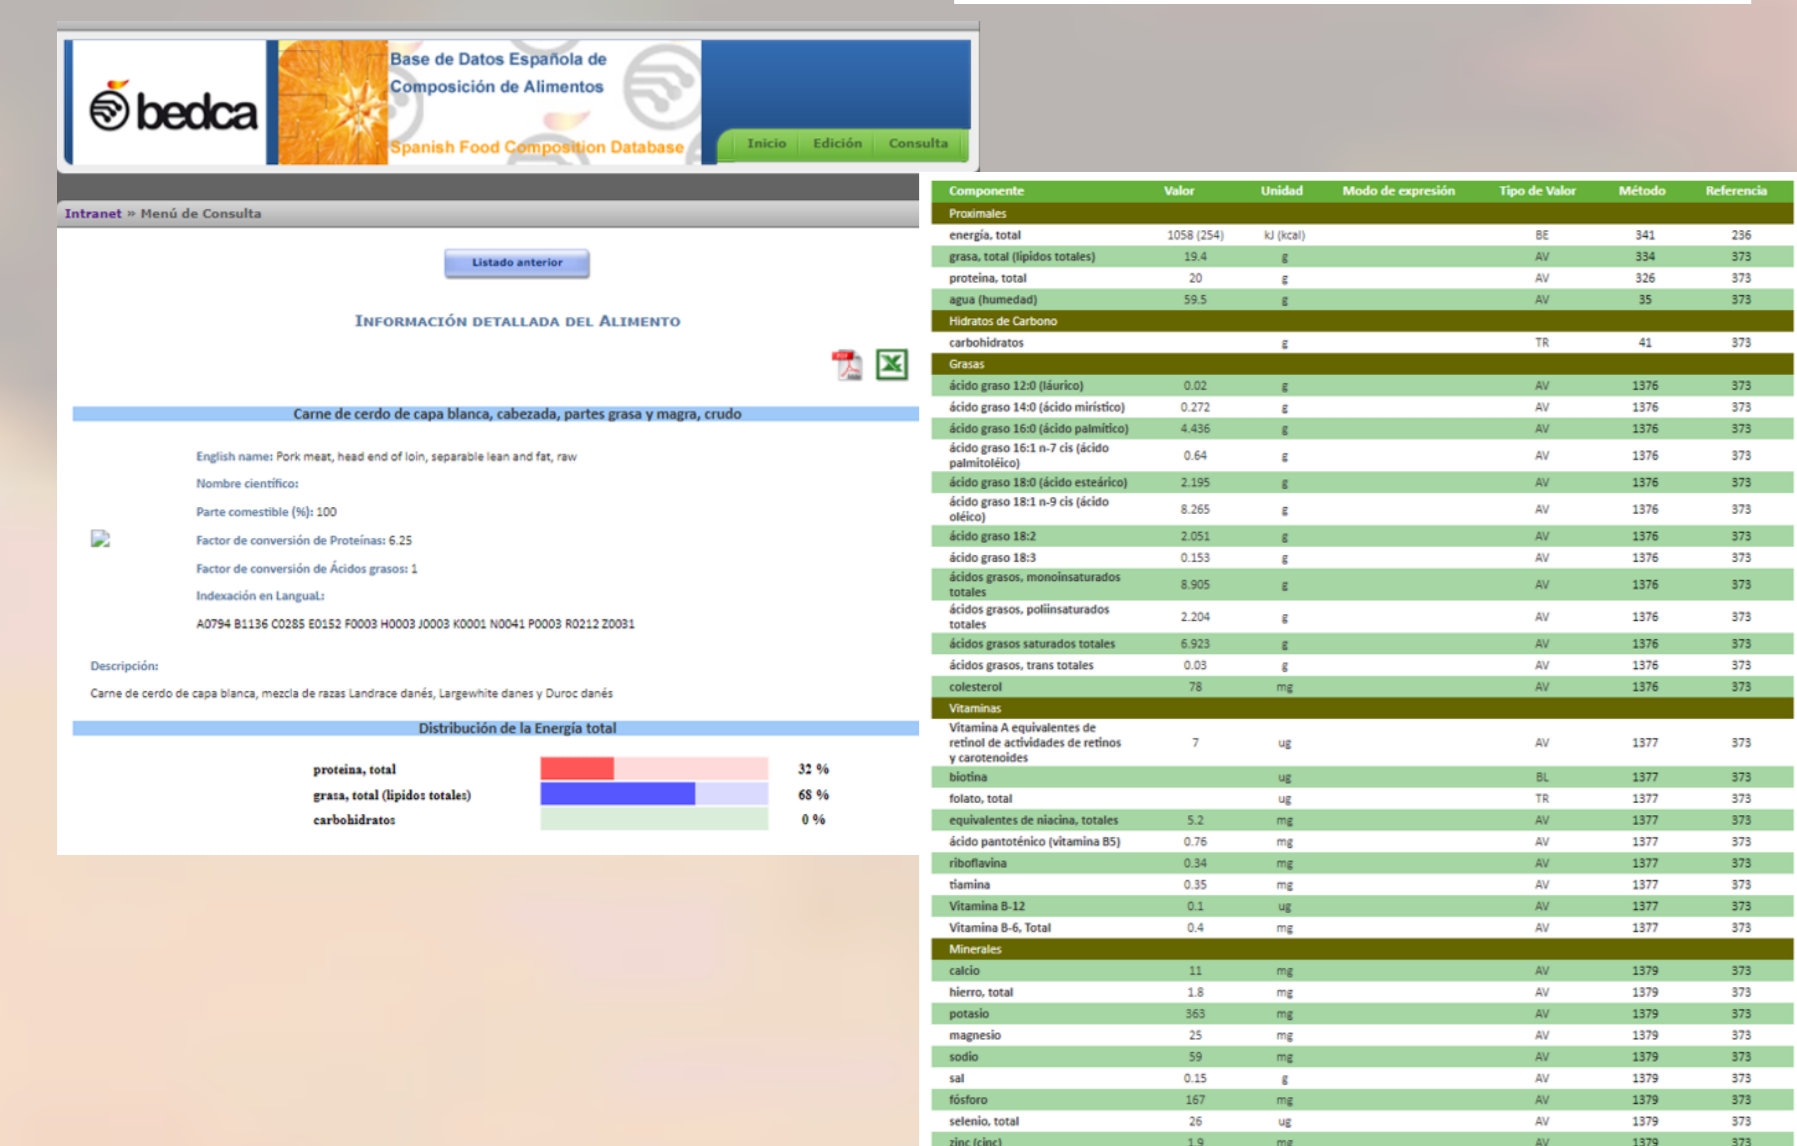 bedca
Base de Datos Española de
Composición de Alimentos
Spanish Food Composition Database
Inicio Edición Consulta
Intranet » Menú de Consulta
Listado anterior
Información detallada del Alimento
PDF
Carne de cerdo de capa blanca, cabezada, partes grasa y magra, crudo
English name: Pork meat, head end of loin, separable lean and fat, raw
Nombre científico:
Parte comestible (%): 100
Factor de conversión de Proteínas: 6.25
Factor de conversión de Ácidos grasos: 1
Indexación en LanguaL:
A0794 B1136 C0285 E0152 F0003 H0003 J0003 K0001 N0041 P0003 R0212 Z0031
Descripción:
Carne de cerdo de capa blanca, mezcla de razas Landrace danés, Largewhite danes y Duroc danés
Distribución de la Energía total
proteina, total 32 %
grasa, total (lipidos totales) 68 %
carbohidratos 0 %
Componente Valor Unidad Modo de expresión Tipo de Valor Método Referencia
Proximales
energía, total 1058 (254) kJ (kcal) BE 341 236
grasa, total (lipidos totales) 19.4 g AV 334 373
proteina, total 20 g AV 326 373
agua (humedad) 59.5 g AV 35 373
Hidratos de Carbono
carbohidratos g TR 41 373
Grasas
ácido graso 12:0 (láurico) 0.02 g AV 1376 373
ácido graso 14:0 (ácido mirístico) 0.272 g AV 1376 373
ácido graso 16:0 (ácido palmítico) 4.436 g AV 1376 373
ácido graso 16:1 n-7 cis (ácido
palmitoléico) 0.64 g AV 1376 373
ácido graso 18:0 (ácido esteárico) 2.195 g AV 1376 373
ácido graso 18:1 n-9 cis (ácido
oléico) 8.265 g AV 1376 373
ácido graso 18:2 2.051 g AV 1376 373
ácido graso 18:3 0.153 g AV 1376 373
ácidos grasos, monoinsaturados
totales 8.905 g AV 1376 373
ácidos grasos, poliinsaturados
totales 2.204 g AV 1376 373
ácidos grasos saturados totales 6.923 g AV 1376 373
ácidos grasos, trans totales 0.03 g AV 1376 373
colesterol 78 mg AV 1376 373
Vitaminas
Vitamina A equivalentes de
retinol de actividades de retinos
y carotenoides 7 ug AV 1377 373
biotina ug BL 1377 373
folato, total ug TR 1377 373
equivalentes de niacina, totales 5.2 mg AV 1377 373
ácido pantoténico (vitamina B5) 0.76 mg AV 1377 373
riboflavina 0.34 mg AV 1377 373
tiamina 0.35 mg AV 1377 373
Vitamina B-12 0.1 ug AV 1377 373
Vitamina B-6, Total 0.4 mg AV 1377 373
Minerales
calcio 11 mg AV 1379 373
hierro, total 1.8 mg AV 1379 373
potasio 363 mg AV 1379 373
magnesio 25 mg AV 1379 373
sodio 59 mg AV 1379 373
sal 0.15 g AV 1379 373
fósforo 167 mg AV 1379 373
selenio, total 26 ug AV 1379 373
zinc (cinc) 1.9 mg AV 1379 373